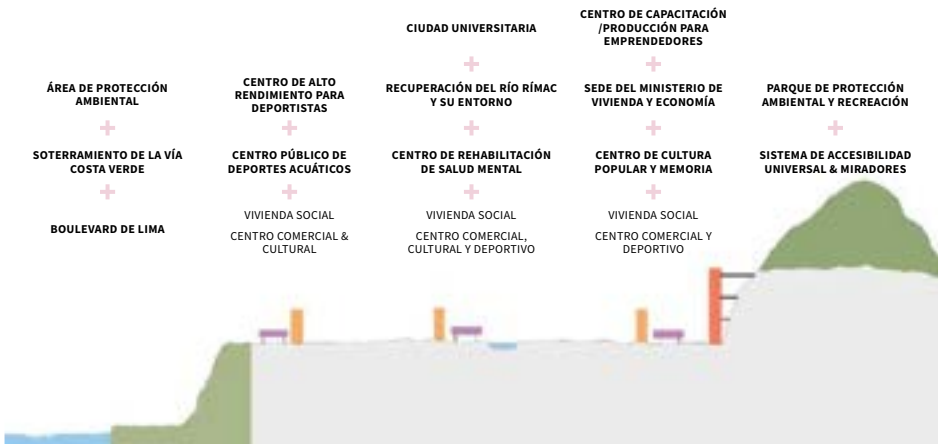 ÁREA DE PROTECCIÓN
AMBIENTAL
SOTERRAMIENTO DE LA VÍA
COSTA VERDE
BOULEVARD DE LIMA
CENTRO DE ALTO
RENDIMIENTO PARA
DEPORTISTAS
CENTRO PÚBLICO DE
DEPORTES ACUÁTICOS
VIVIENDA SOCIAL
CENTRO COMERCIAL &
CULTURAL
CIUDAD UNIVERSITARIA
RECUPERACIÓN DEL RÍO RÍMAC
Y SU ENTORNO
CENTRO DE REHABILITACIÓN
DE SALUD MENTAL
VIVIENDA SOCIAL
CENTRO COMERCIAL,
CULTURAL Y DEPORTIVO
CENTRO DE CAPACITACIÓN
/PRODUCCIÓN PARA
EMPRENDEDORES
SEDE DEL MINISTERIO DE
VIVIENDA Y ECONOMÍA
CENTRO DE CULTURA
POPULAR Y MEMORIA
VIVIENDA SOCIAL
CENTRO COMERCIAL Y
DEPORTIVO
PARQUE DE PROTECCIÓN
AMBIENTAL Y RECREACIÓN
SISTEMA DE ACCESIBILIDAD
UNIVERSAL & MIRADORES